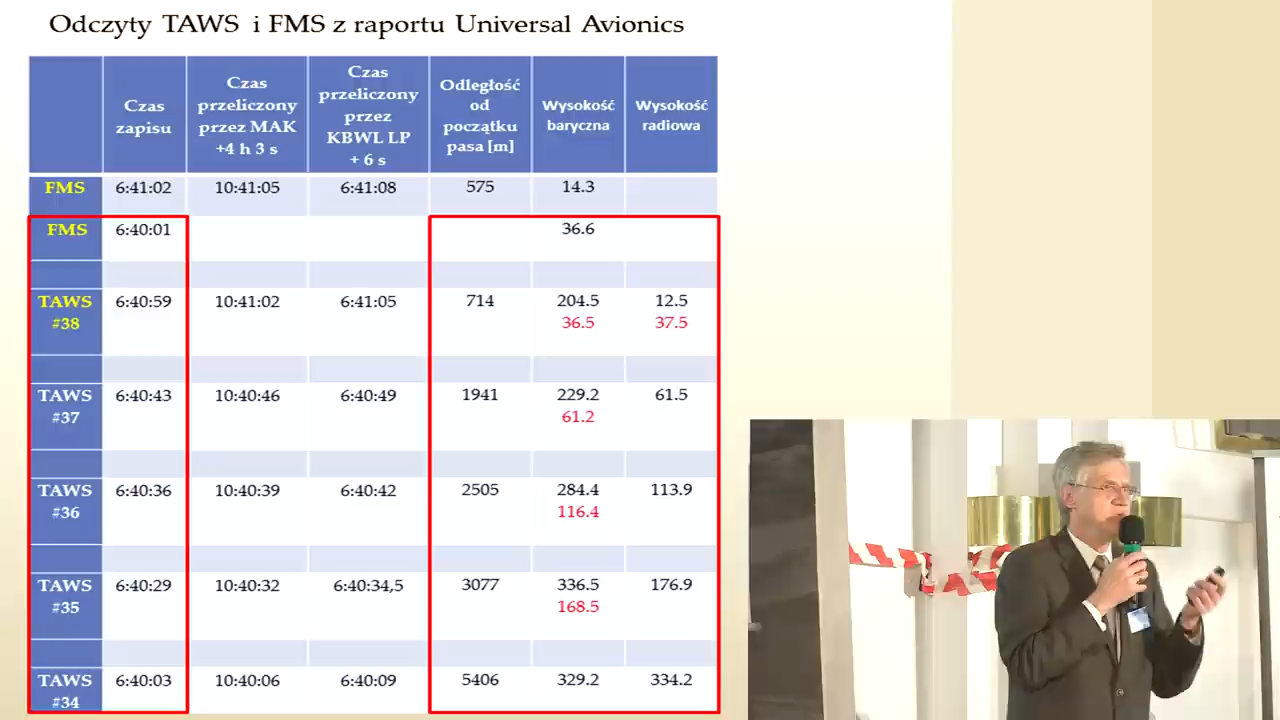 Odczyty TAWS i FMS z raportu Universal Avionics
Czas
zapisu
Czas
przeliczony
przez MAK
+4 h 3 s
Czas
przeliczony
przez
KBWL LP
+ 6 s
Odległość
od
początku
pasa [m]
Wysokość
baryczna
Wysokość
radiowa
FMS 6:41:02 10:41:05 6:41:08 575 14.3
FMS 6:40:01 36.6
TAWS #38 6:40:59 10:41:02 6:41:05 714 204.5 12.5
36.5 37.5
TAWS #37 6:40:43 10:40:46 6:40:49 1941 229.2 61.5
61.2
TAWS #36 6:40:36 10:40:39 6:40:42 2505 284.4 113.9
116.4
TAWS #35 6:40:29 10:40:32 6:40:34,5 3077 336.5 176.9
168.5
TAWS #34 6:40:03 10:40:06 6:40:09 5406 329.2 334.2